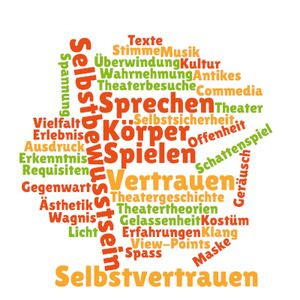 Texte
Stimme Musik
Überwindung Kultur
Spannung
Wahrnehmung Antikes
Theaterbesuche Commedia
Selbstbewusstsein
Sprechen Theater
Selbstsicherheit
Vielfalt Körper Offenheit
Erlebnis
Ausdruck Spielen Schattenspiel
Erkenntnis
Requisiten Geräusch
Gegenwart Vertrauen
Theatergeschichte
Ästhetik Theatertheorien
Wagnis Gelassenheit Kostüm
Licht Erfahrungen Klang
View-Points Maske
Spass
Selbstvertrauen